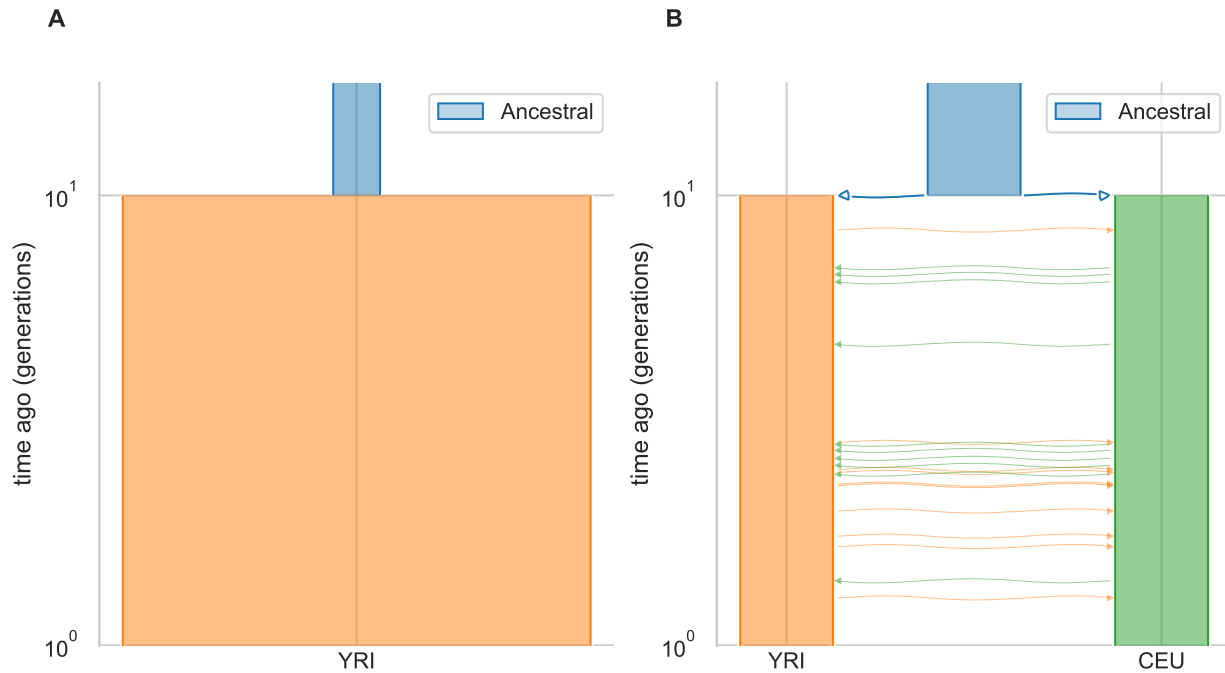 A
Ancestral
10^1
time ago (generations)
10^0
YRI
B
Ancestral
10^1
time ago (generations)
10^0
YRI
CEU